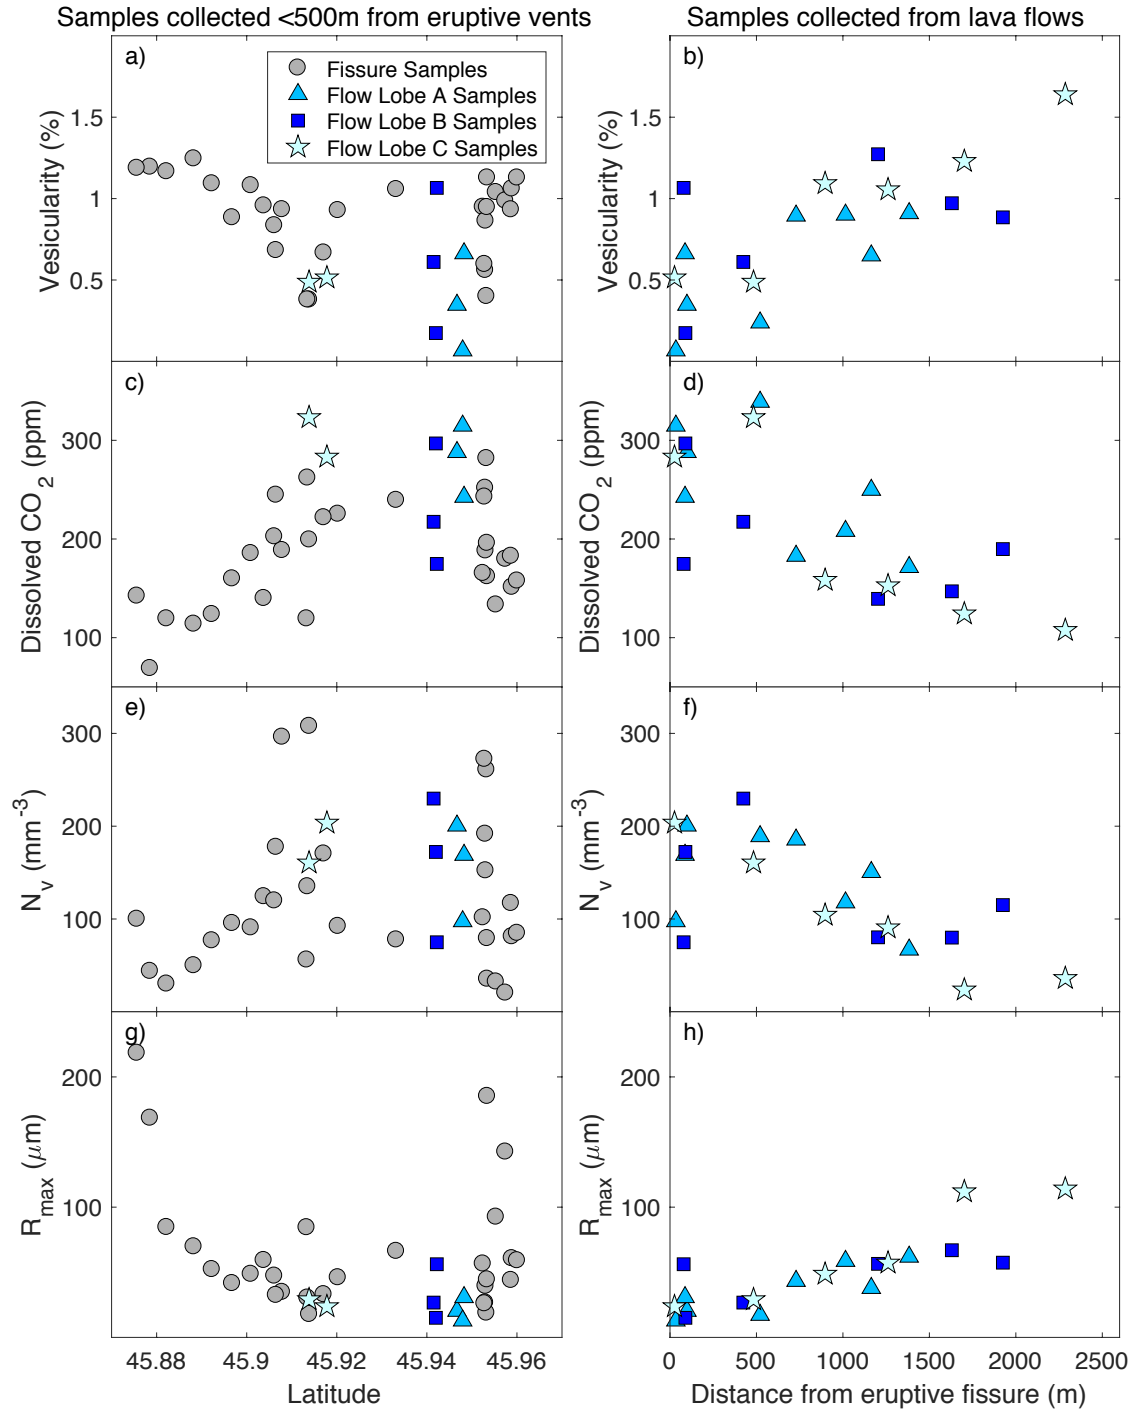 Samples collected <500m from eruptive vents
Samples collected from lava flows
a)
Fissure Samples
Flow Lobe A Samples
Flow Lobe B Samples
Flow Lobe C Samples
Vesicularity (%)
1.5
1
0.5
b)
Vesicularity (%)
1.5
1
0.5
c)
Dissolved CO2 (ppm)
300
200
100
d)
Dissolved CO2 (ppm)
300
200
100
e)
Nv (mm-3)
300
200
100
f)
Nv (mm-3)
300
200
100
g)
Rmax (μm)
200
100
45.88 45.9 45.92 45.94 45.96
Latitude
h)
Rmax (μm)
200
100
0 500 1000 1500 2000 2500
Distance from eruptive fissure (m)